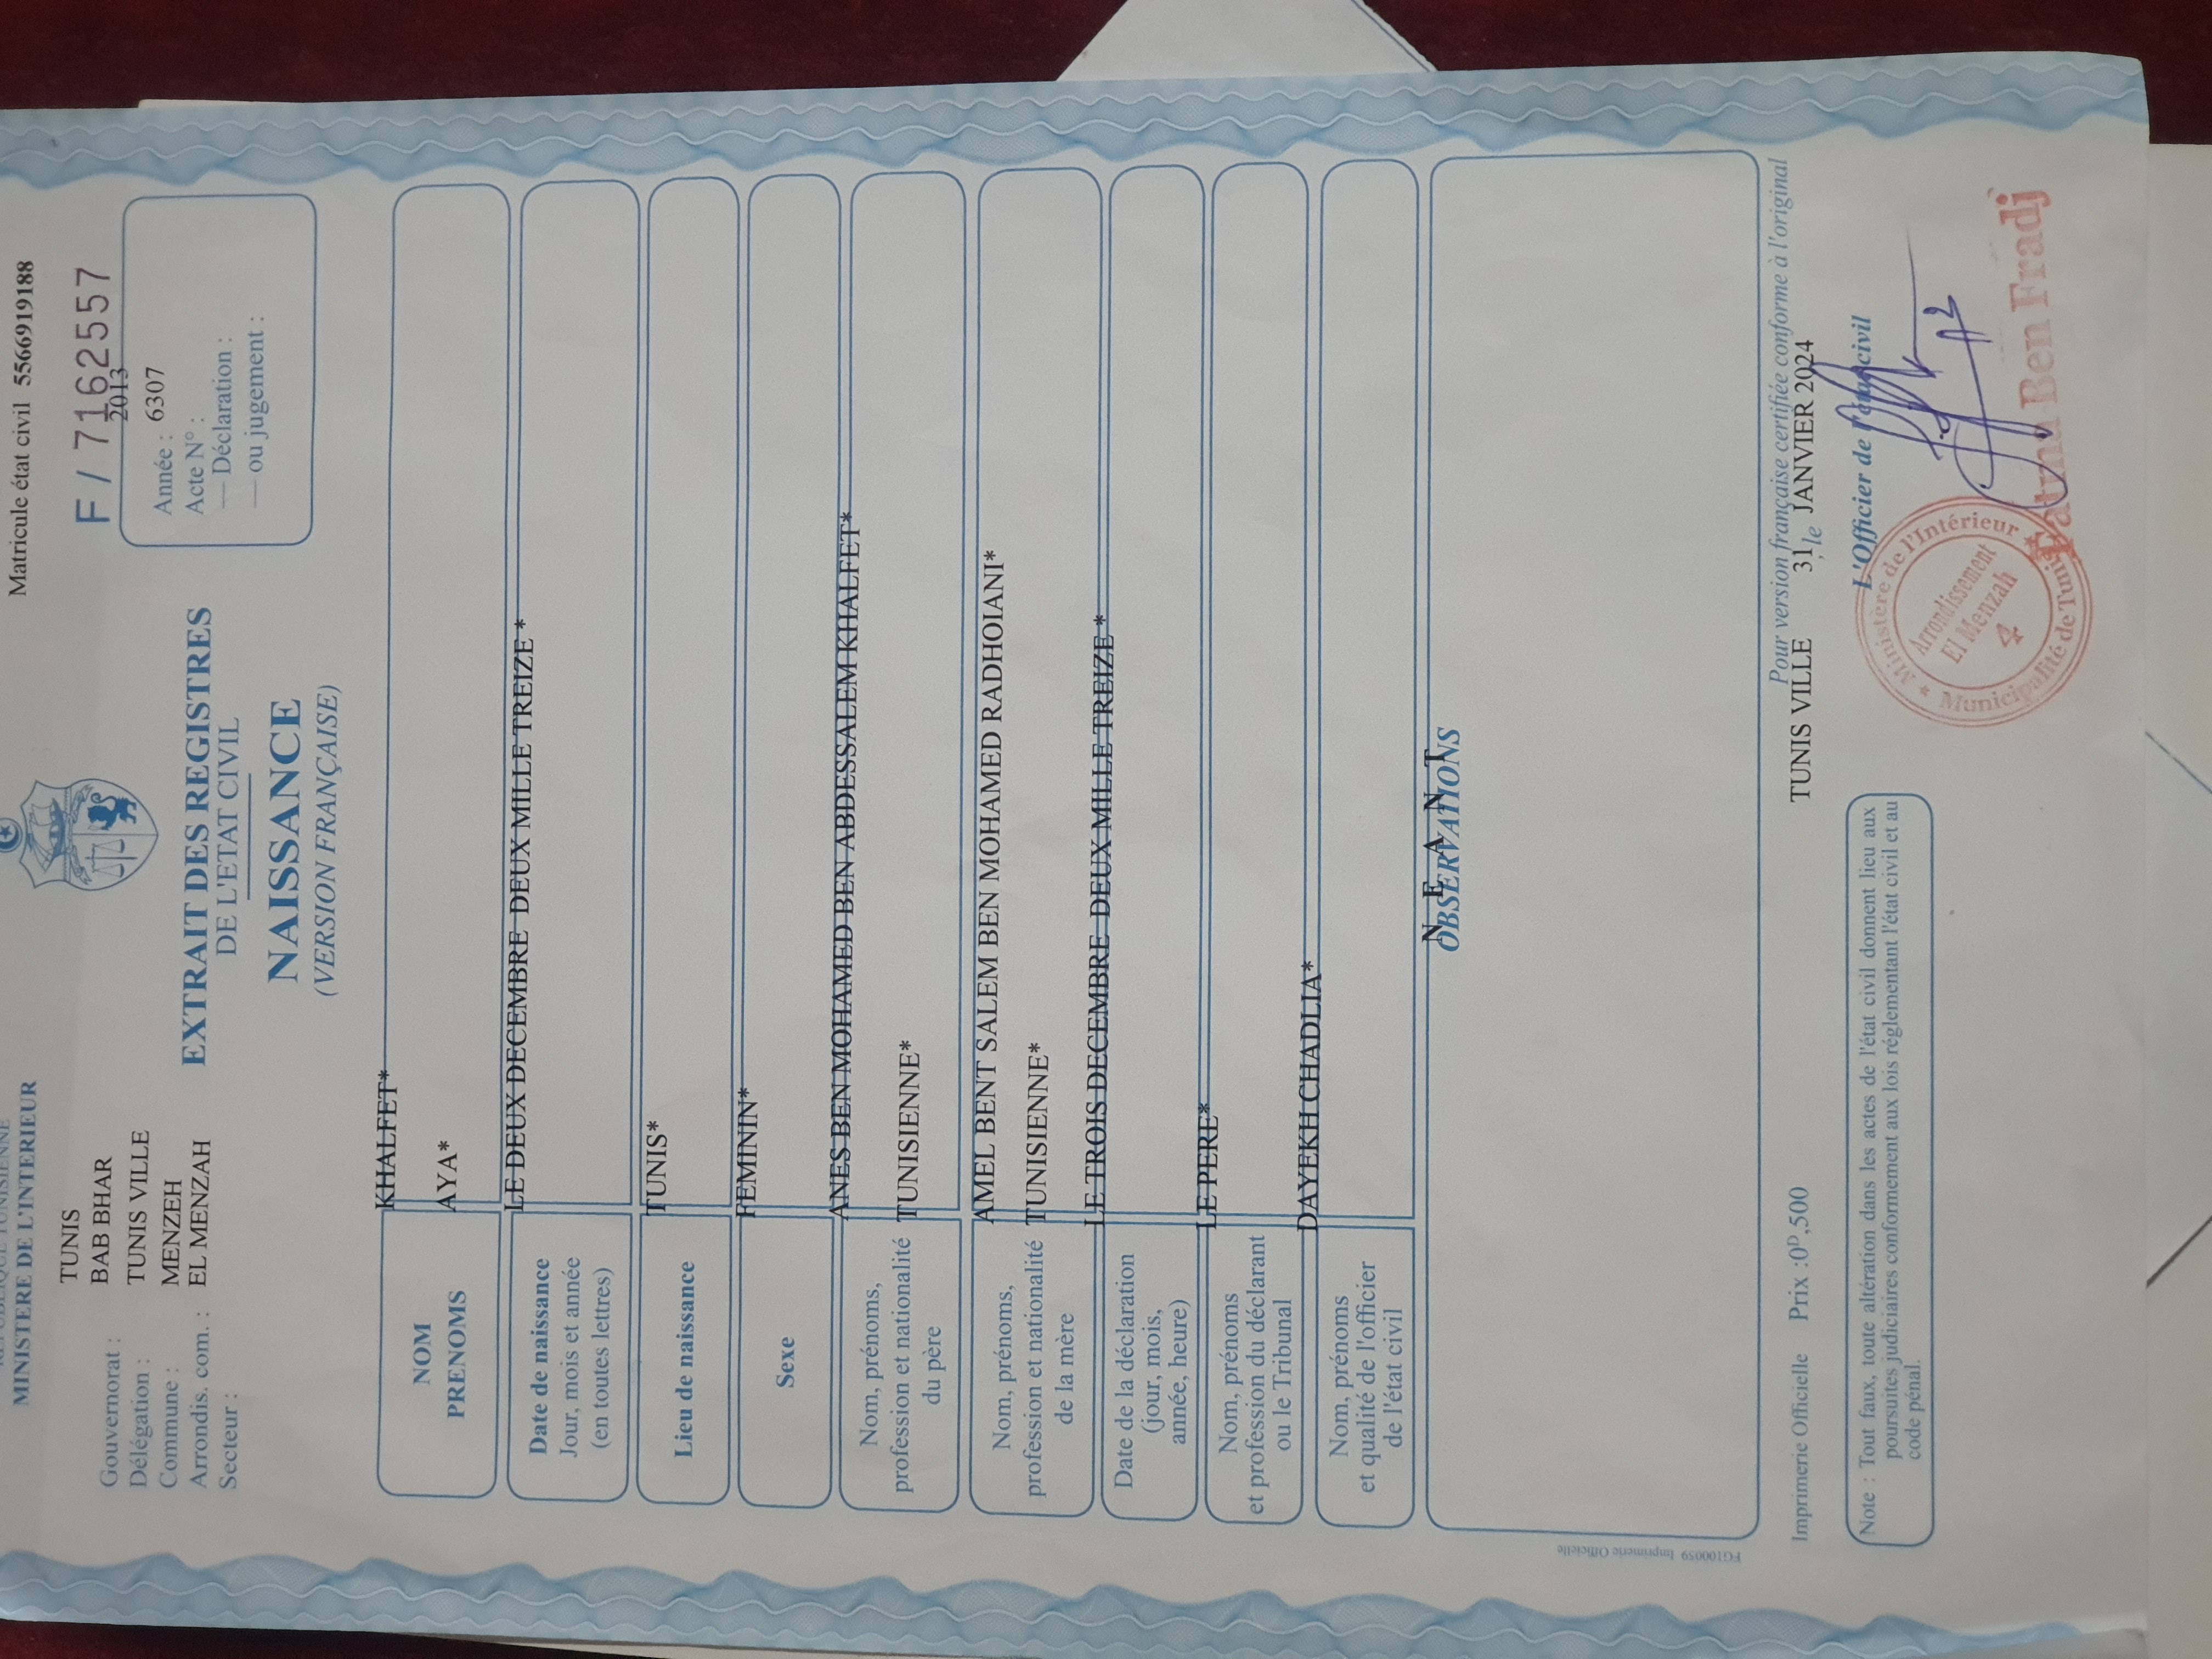 REPUBLIQUE TUNISIENNE
MINISTERE DE L'INTERIEUR
Matricule état civil 5566919188
Gouvernorat : TUNIS
Délégation : BAB BHAR
Commune : TUNIS VILLE
Arrondis. com. : MENZEH
Secteur : EL MENZAH
F / 7162557
2013
Année :
Acte N° : 6307
— Déclaration :
— ou jugement :
EXTRAIT DES REGISTRES
DE L'ETAT CIVIL
NAISSANCE
(VERSION FRANÇAISE)
NOM KHALFET*
PRENOMS AYA*
Date de naissance
Jour, mois et année
(en toutes lettres)
LE DEUX DECEMBRE DEUX MILLE TREIZE *
Lieu de naissance
TUNIS*
Sexe
FEMININ*
Nom, prénoms,
profession et nationalité
du père
ANES BEN MOHAMED BEN ABDESSALEM KHALFET*
TUNISIENNE*
Nom, prénoms,
profession et nationalité
de la mère
AMEL BENT SALEM BEN MOHAMED RADHOIANI*
TUNISIENNE*
Date de la déclaration
(jour, mois,
année, heure)
LE TROIS DECEMBRE DEUX MILLE TREIZE *
Nom, prénoms
et profession du déclarant
ou le Tribunal
LE PERE*
Nom, prénoms
et qualité de l'officier
de l'état civil
DAYEKH CHADLIA*
N E A N T
OBSERVATIONS
FG100059 Imprimerie Officielle
Imprimerie Officielle Prix :0D,500
Pour version française certifiée conforme à l'original
TUNIS VILLE , le 31 JANVIER 2024
L'Officier de l'état civil
Note : Tout faux, toute altération dans les actes de l'état civil donnent lieu aux
poursuites judiciaires conformement aux lois réglementant l'état civil et au
code pénal.
Ministère de l'Intérieur
Municipalité de Tunis
Arrondissement
El Menzah
4
Ben Fradj